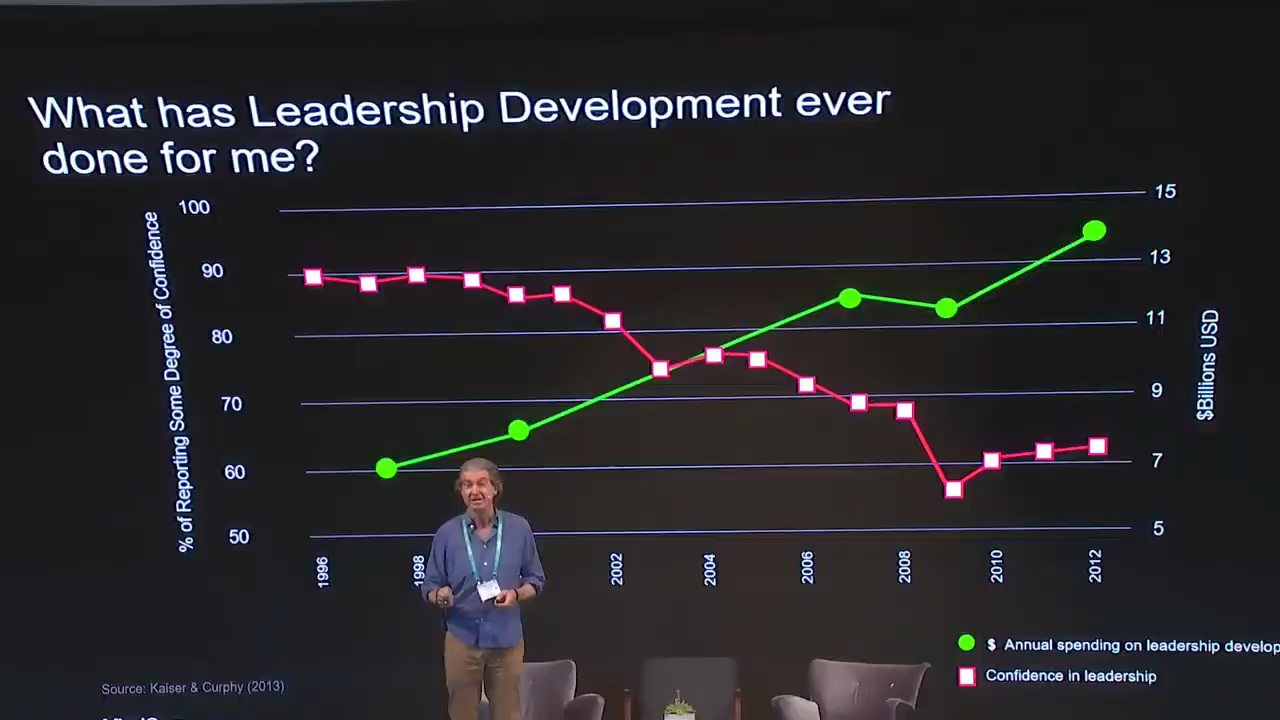 What has Leadership Development ever
done for me?
% of Reporting Some Degree of Confidence
100
90
80
70
60
50
15
13
11
9
7
5
$Billions USD
1996
1998
2002
2004
2006
2008
2010
2012
$ Annual spending on leadership develop
Confidence in leadership
Source: Kaiser & Curphy (2013)